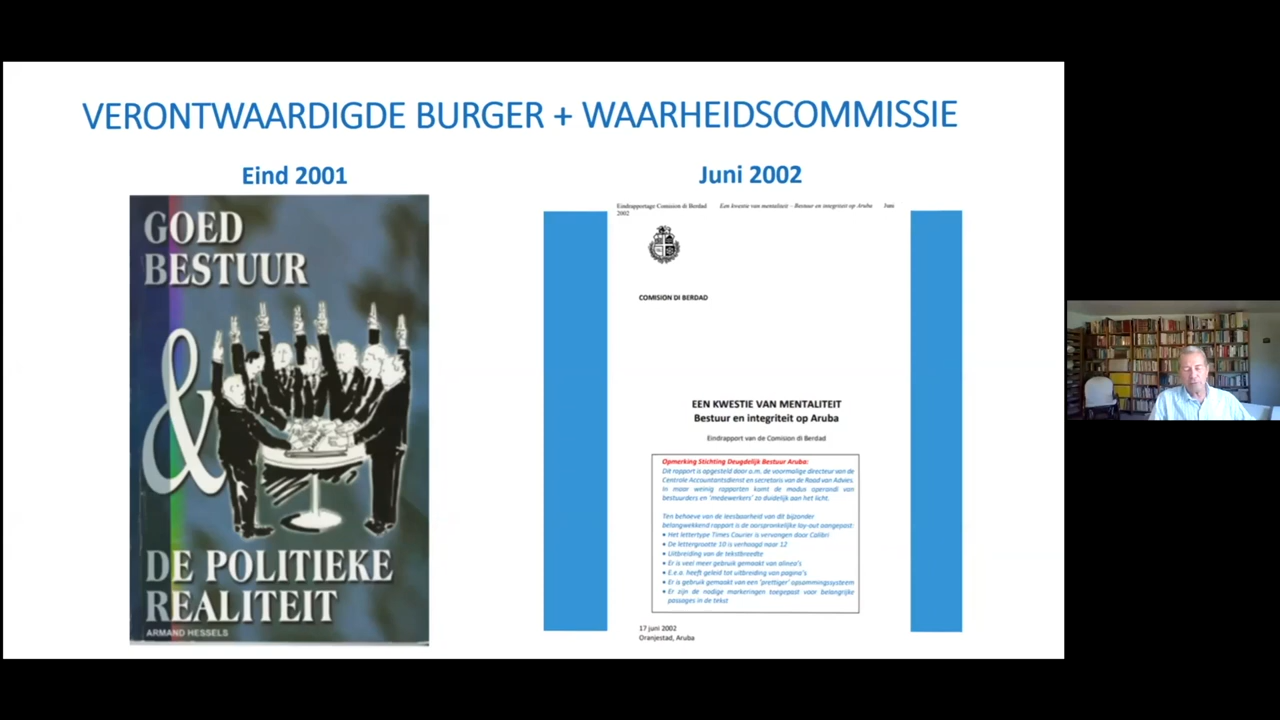 VERONTWAARDIGDE BURGER + WAARHEIDSCOMMISSIE
Eind 2001
GOED
BESTUUR
&
DE POLITIEKE
REALITEIT
ARMAND HESSELS
Juni 2002
Eindrapportage Comision di Berdad Een kwestie van mentaliteit – Bestuur en integriteit op Aruba Juni
2002
COMISION DI BERDAD
EEN KWESTIE VAN MENTALITEIT
Bestuur en integriteit op Aruba
Eindrapport van de Comision di Berdad
Opmerking Stichting Deugdelijk Bestuur Aruba:
Dit rapport is opgesteld door o.m. de voormalige directeur van de
Centrale Accountantsdienst en secretaris van de Raad van Advies.
In maar weinig rapporten komt de modus operandi van
bestuurders en 'medewerkers' zo duidelijk aan het licht.
Ten behoeve van de leesbaarheid van dit bijzonder
belangwekkend rapport is de oorspronkelijke lay-out aangepast:
• Het lettertype Times Courier is vervangen door Calibri
• De lettergrootte 10 is verhoogd naar 12
• Uitbreiding van de tekstbreedte
• Er is veel meer gebruik gemaakt van alinea's
• E.e.a. heeft geleid tot uitbreiding van pagina's
• Er is gebruik gemaakt van een 'prettiger' opsommingssysteem
• Er zijn de nodige markeringen toegepast voor belangrijke
passages in de tekst
17 juni 2002
Oranjestad, Aruba